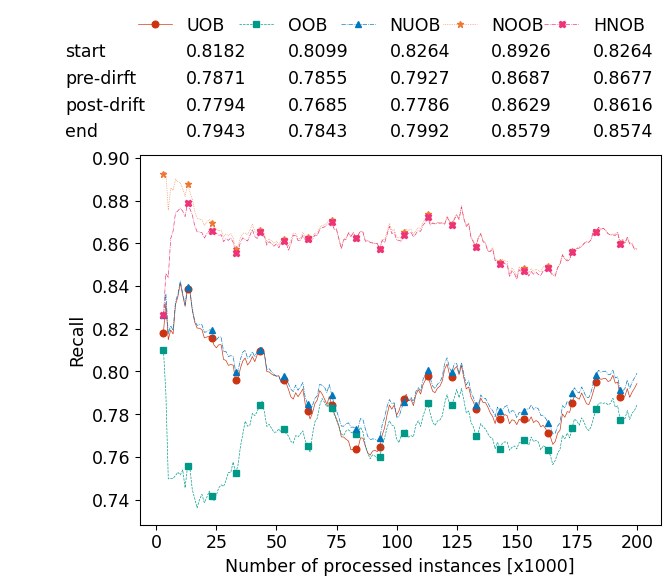 UOB OOB NUOB NOOB HNOB
start 0.8182 0.8099 0.8264 0.8926 0.8264
pre-dirft 0.7871 0.7855 0.7927 0.8687 0.8677
post-drift 0.7794 0.7685 0.7786 0.8629 0.8616
end 0.7943 0.7843 0.7992 0.8579 0.8574
0.90
0.88
0.86
0.84
0.82
0.80
0.78
0.76
0.74
Recall
0 25 50 75 100 125 150 175 200
Number of processed instances [x1000]